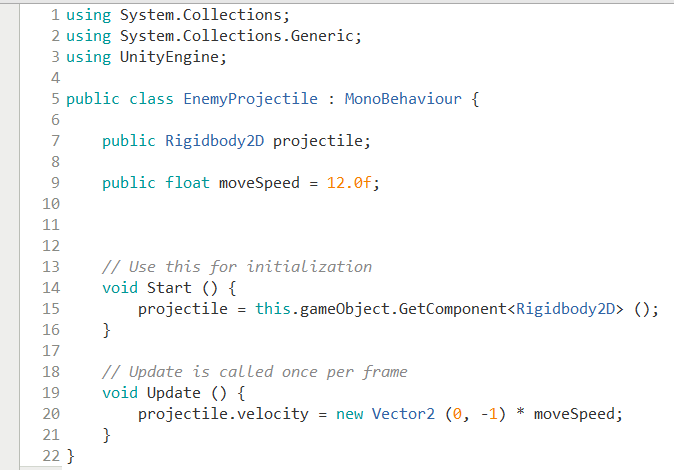 1 using System.Collections;
2 using System.Collections.Generic;
3 using UnityEngine;
4
5 public class EnemyProjectile : MonoBehaviour {
6
7     public Rigidbody2D projectile;
8
9     public float moveSpeed = 12.0f;
10
11
12
13     // Use this for initialization
14     void Start () {
15         projectile = this.gameObject.GetComponent<Rigidbody2D> ();
16     }
17
18     // Update is called once per frame
19     void Update () {
20         projectile.velocity = new Vector2 (0, -1) * moveSpeed;
21     }
22 }